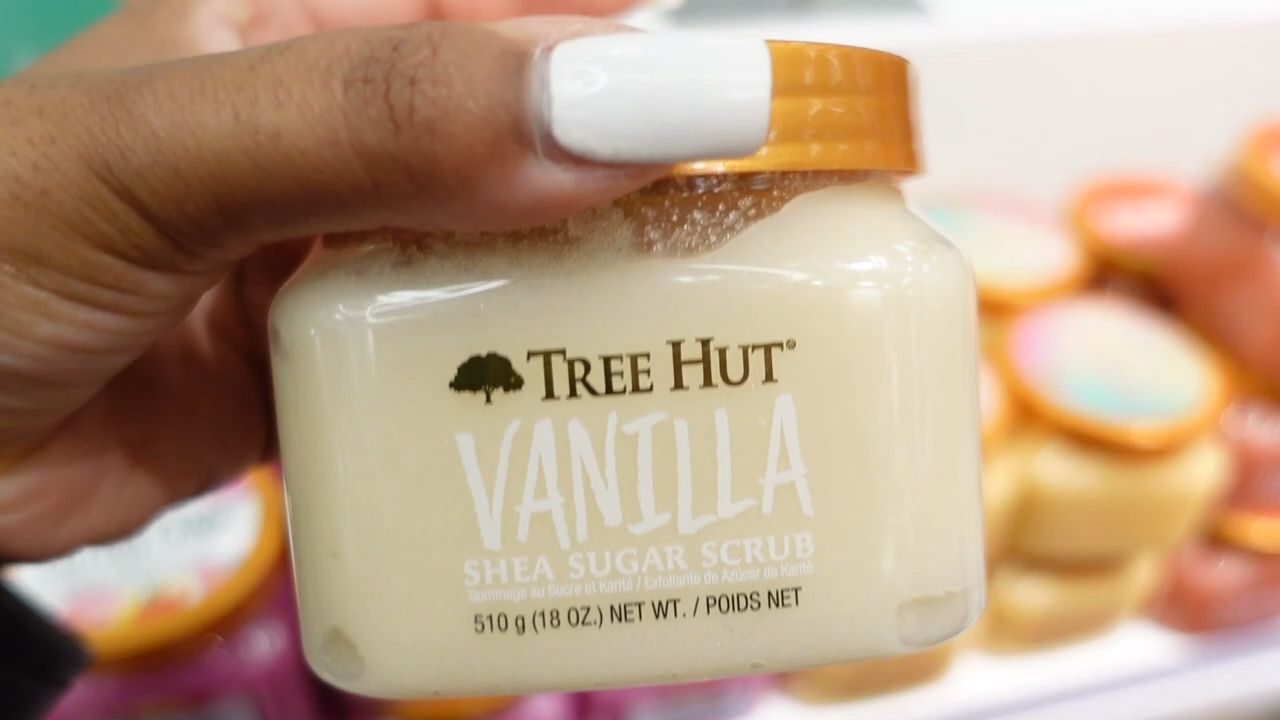 TREE HUT®
VANILLA
SHEA SUGAR SCRUB
Gommage au Sucre et Karité / Exfoliante de Azúcar de Karité
510 g (18 OZ.) NET WT. / POIDS NET